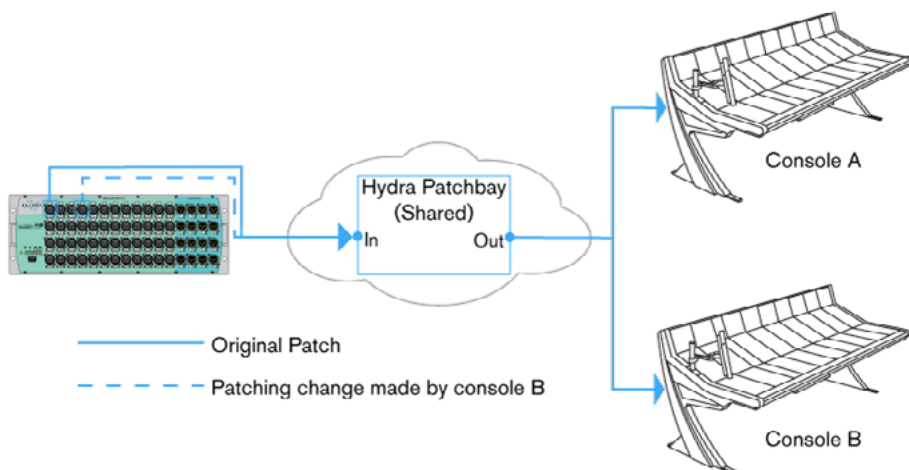 Hydra Patchbay
(Shared)
In
Out
Console A
Original Patch
Patching change made by console B
Console B